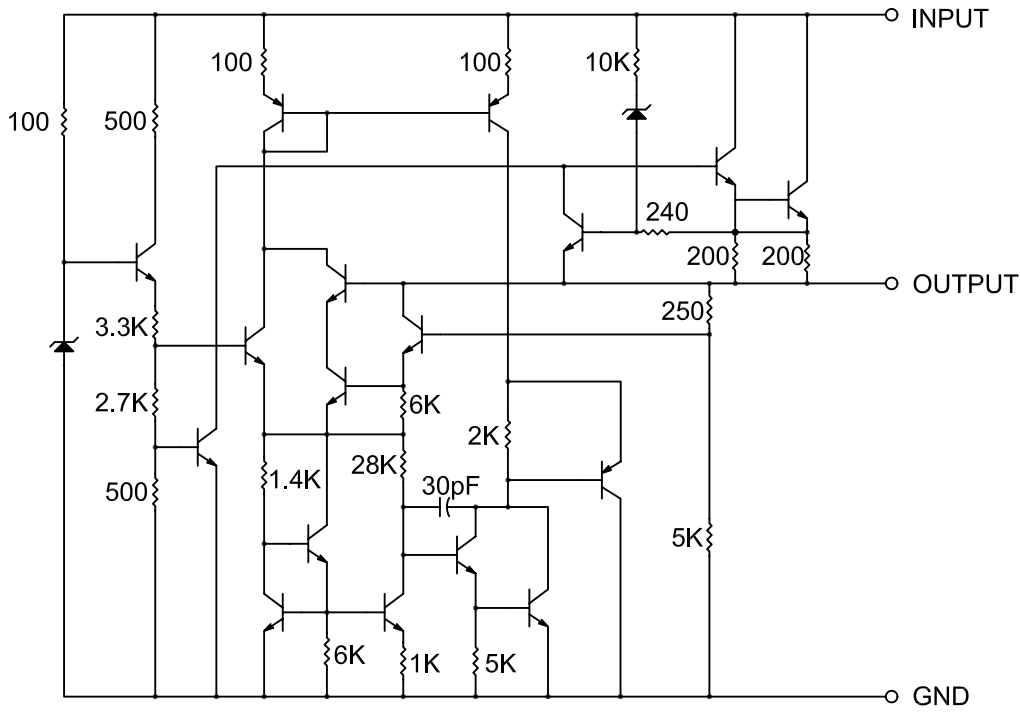 INPUT
100
100
10K
100
500
240
200
200
OUTPUT
250
3.3K
2.7K
6K
2K
1.4K
28K
30pF
500
5K
6K
1K
5K
GND